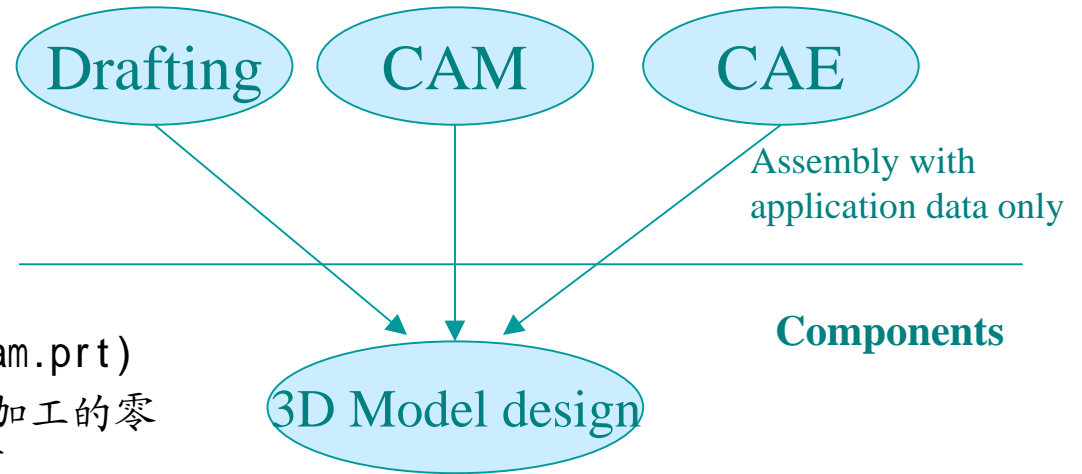 Drafting CAM CAE
Assembly with
application data only
Components
am.prt)
加工的零
3D Model design